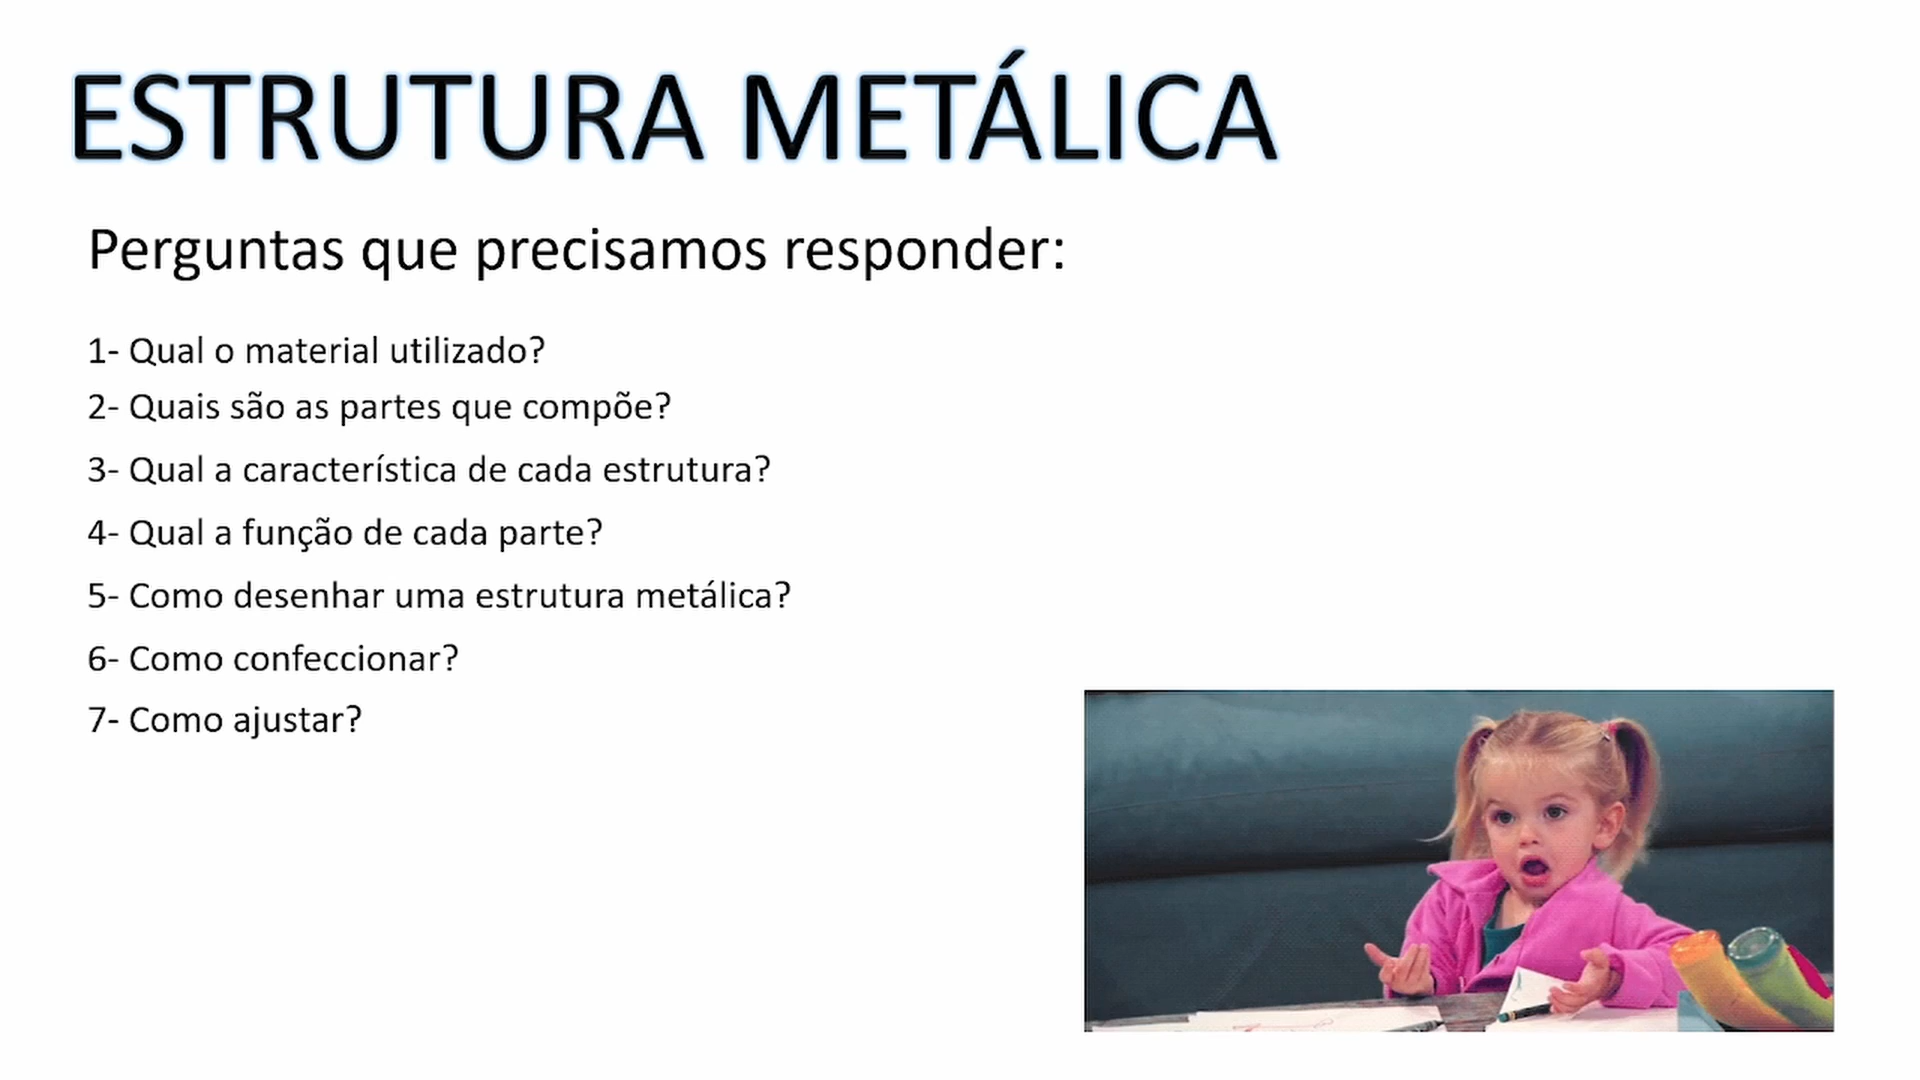 ESTRUTURA METÁLICA
Perguntas que precisamos responder:
1- Qual o material utilizado?
2- Quais são as partes que compõe?
3- Qual a característica de cada estrutura?
4- Qual a função de cada parte?
5- Como desenhar uma estrutura metálica?
6- Como confeccionar?
7- Como ajustar?